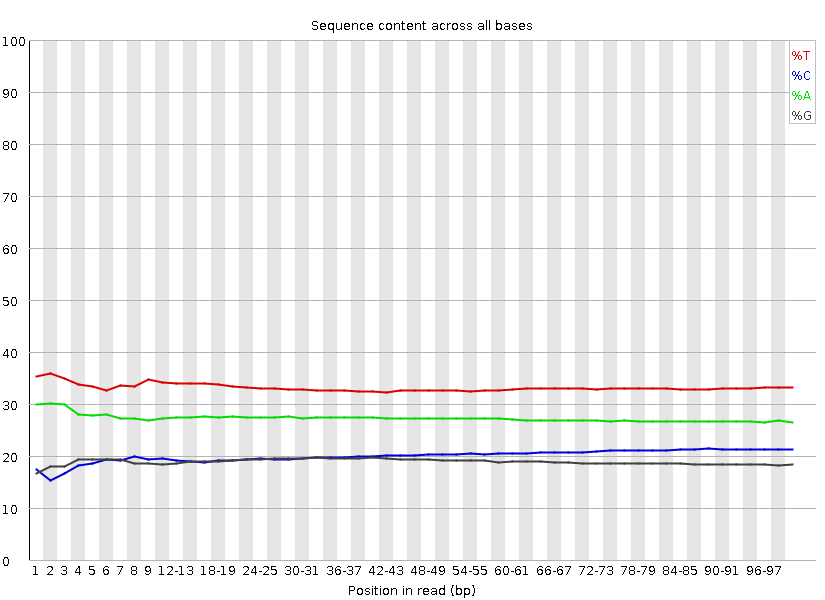 Sequence content across all bases
100
90
80
70
60
50
40
30
20
10
0
%T
%C
%A
%G
1 2 3 4 5 6 7 8 9 12-13 18-19 24-25 30-31 36-37 42-43 48-49 54-55 60-61 66-67 72-73 78-79 84-85 90-91 96-97
Position in read (bp)